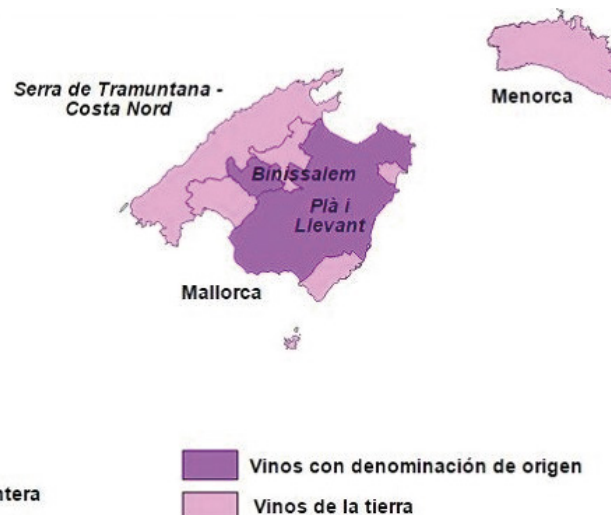 Serra de Tramuntana -
Costa Nord
Menorca
Binissalem
Plà i
Llevant
Mallorca
Vinos con denominación de origen
ntera
Vinos de la tierra